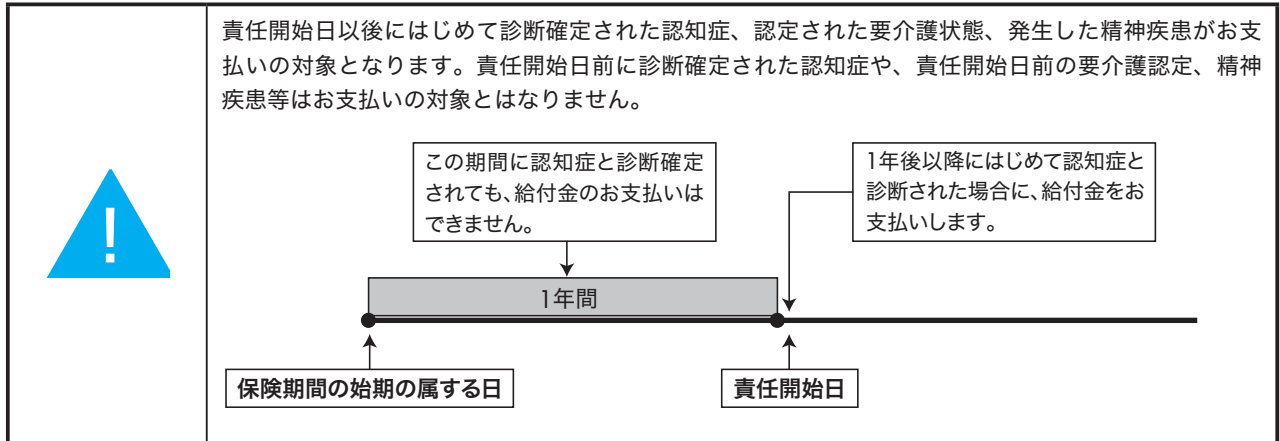 責任開始日以後にはじめて診断確定された認知症、認定された要介護状態、発生した精神疾患がお支
払いの対象となります。責任開始日前に診断確定された認知症や、責任開始日前の要介護認定、精神
疾患等はお支払いの対象とはなりません。
この期間に認知症と診断確定
されても、給付金のお支払いは
できません。
1年後以降にはじめて認知症と
診断された場合に、給付金をお
支払いします。
!
1年間
保険期間の始期の属する日
責任開始日